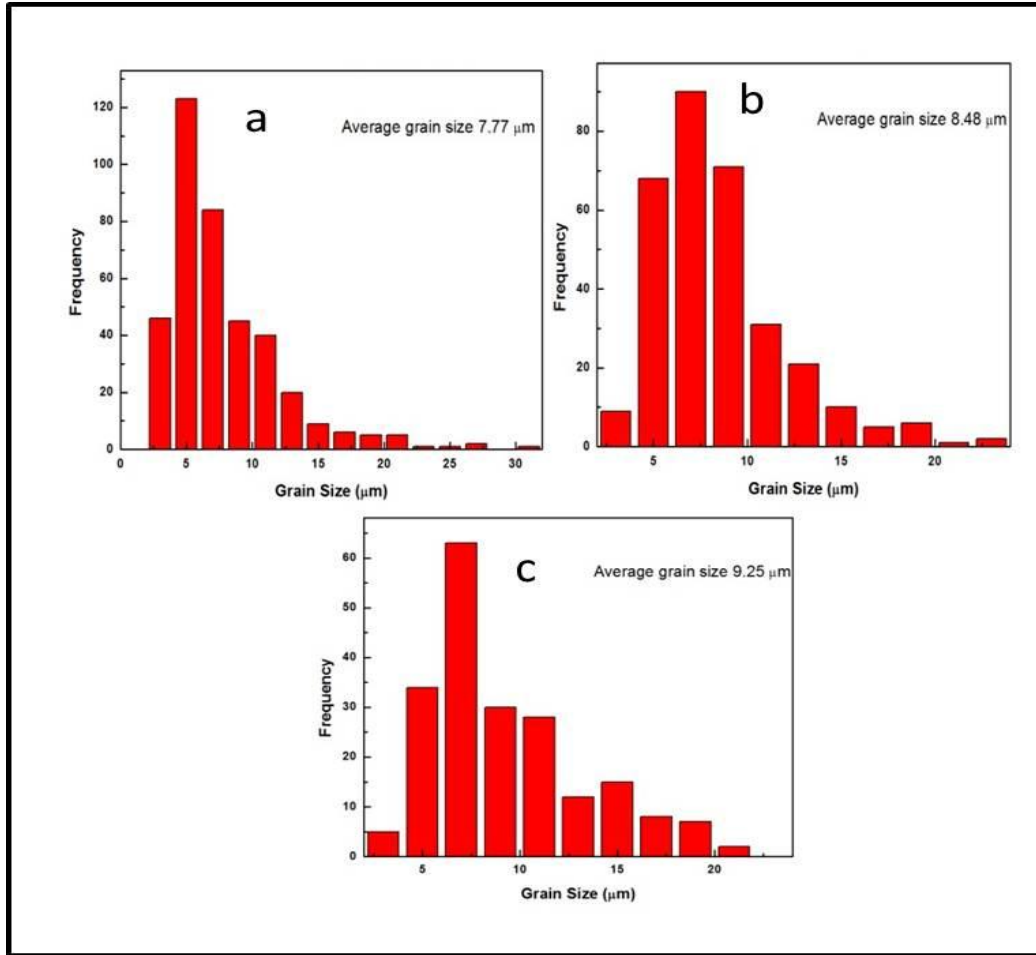 a
Average grain size 7.77 μm
Frequency
120
100
80
60
40
20
0
0 5 10 15 20 25 30
Grain Size (μm)
b
Average grain size 8.48 μm
Frequency
80
60
40
20
0
5 10 15 20
Grain Size (μm)
c
Average grain size 9.25 μm
Frequency
60
50
40
30
20
10
0
5 10 15 20
Grain Size (μm)